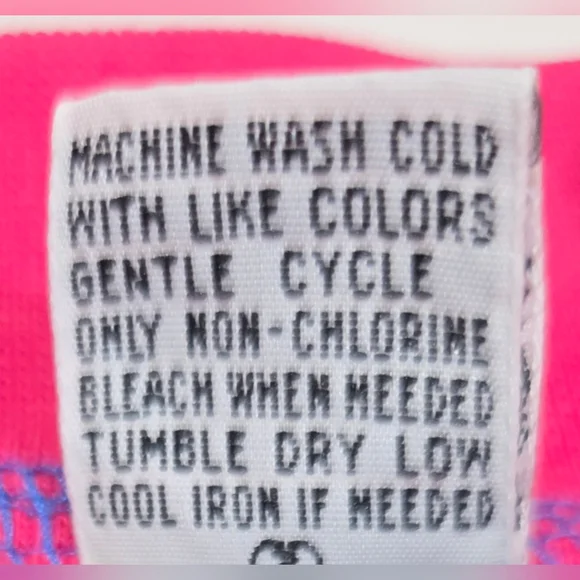 MACHINE WASH COLD
WITH LIKE COLORS
GENTLE CYCLE
ONLY NON-CHLORINE
BLEACH WHEN NEEDED
TUMBLE DRY LOW
COOL IRON IF NEEDED